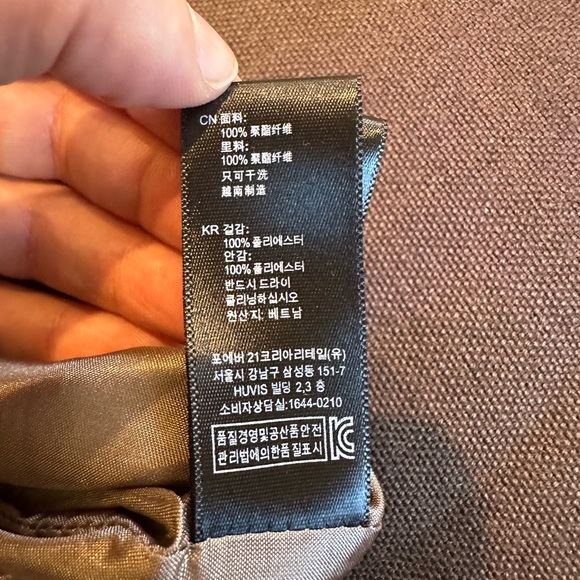 CN 面料:
100% 聚酯纤维
里料:
100% 聚酯纤维
只可干洗
越南制造
KR 겉감:
100% 폴리에스터
안감:
100% 폴리에스터
반드시 드라이
클리닝하십시오
원산지: 베트남
포에버 21코리아리테일(유)
서울시 강남구 삼성동 151-7
HUVIS 빌딩 2,3 층
소비자상담실:1644-0210
품질경영및공산품안전
관리법에의한품질표시